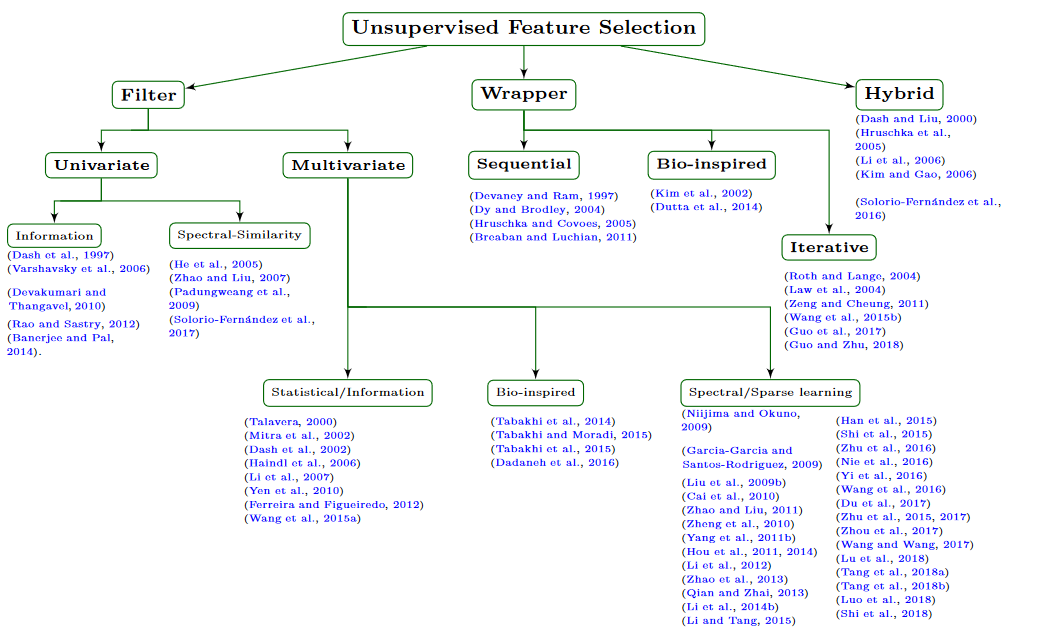 Unsupervised Feature Selection
Filter
Wrapper
Hybrid
(Dash and Liu, 2000)
(Hruschka et al.,
2005)
(Li et al., 2006)
(Kim and Gao, 2006)
(Solorio-Fernández et al.,
2016)
Univariate
Multivariate
Sequential
(Devaney and Ram, 1997)
(Dy and Brodley, 2004)
(Hruschka and Covoes, 2005)
(Breaban and Luchian, 2011)
Bio-inspired
(Kim et al., 2002)
(Dutta et al., 2014)
Iterative
(Roth and Lange, 2004)
(Law et al., 2004)
(Zeng and Cheung, 2011)
(Wang et al., 2015b)
(Guo et al., 2017)
(Guo and Zhu, 2018)
Information
(Dash et al., 1997)
(Varshavsky et al., 2006)
(Devakumari and
Thangavel, 2010)
(Rao and Sastry, 2012)
(Banerjee and Pal,
2014).
Spectral-Similarity
(He et al., 2005)
(Zhao and Liu, 2007)
(Padungweang et al.,
2009)
(Solorio-Fernández et al.,
2017)
Statistical/Information
(Talavera, 2000)
(Mitra et al., 2002)
(Dash et al., 2002)
(Haindl et al., 2006)
(Li et al., 2007)
(Yen et al., 2010)
(Ferreira and Figueiredo, 2012)
(Wang et al., 2015a)
Bio-inspired
(Tabakhi et al., 2014)
(Tabakhi and Moradi, 2015)
(Tabakhi et al., 2015)
(Dadaneh et al., 2016)
Spectral/Sparse learning
(Niijima and Okuno,
2009)
(Garcia-Garcia and
Santos-Rodriguez, 2009)
(Liu et al., 2009b)
(Cai et al., 2010)
(Zhao and Liu, 2011)
(Zheng et al., 2010)
(Yang et al., 2011b)
(Hou et al., 2011, 2014)
(Li et al., 2012)
(Zhao et al., 2013)
(Qian and Zhai, 2013)
(Li et al., 2014b)
(Li and Tang, 2015)
(Han et al., 2015)
(Shi et al., 2015)
(Zhu et al., 2016)
(Nie et al., 2016)
(Yi et al., 2016)
(Wang et al., 2016)
(Du et al., 2017)
(Zhu et al., 2015, 2017)
(Zhou et al., 2017)
(Wang and Wang, 2017)
(Lu et al., 2018)
(Tang et al., 2018a)
(Tang et al., 2018b)
(Luo et al., 2018)
(Shi et al., 2018)